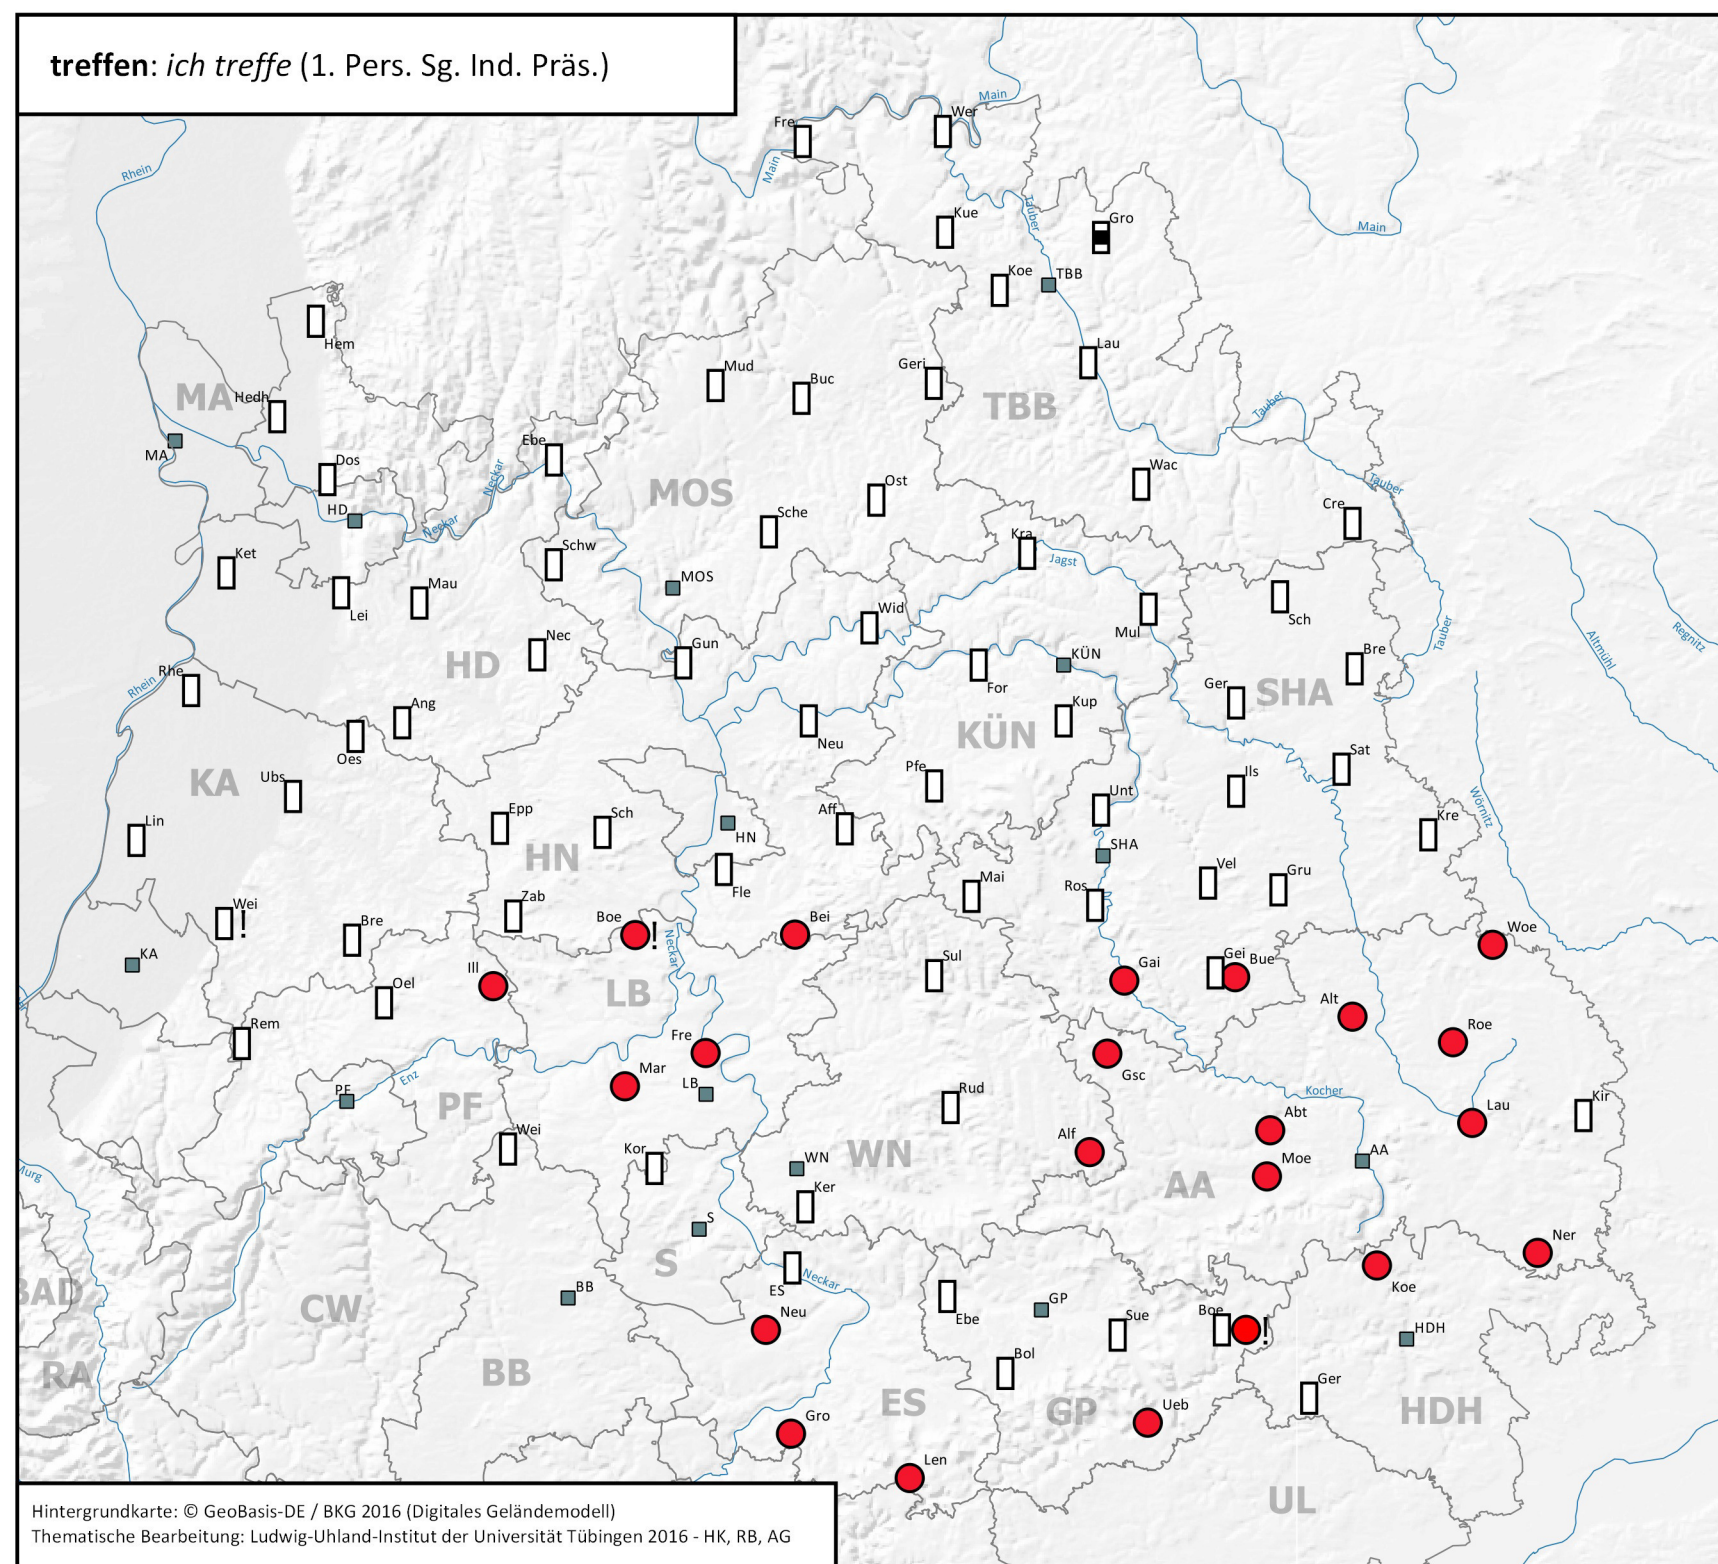 treffen: ich treffe (1. Pers. Sg. Ind. Präs.)
Main
Wer
Fre
Rhein
Main
Kue
Tauber
Gro
Main
Koe
TBB
Hem
Lau
Mud
Buc
Geri
MA
Hedh
TBB
Tauber
Ebe
MA
Dos
Neckar
Wac
MOS
Ost
Tauber
HD
Neckar
Sche
Cre
Kra
Ket
Schw
Jagst
Mau
MOS
Lei
Wid
Mul
Sch
Tauber
Altmühl
Regnitz
Nec
Gun
KÜN
Bre
Rhe
HD
For
Ger
SHA
Rhein
Ang
Kup
KÜN
Oes
Neu
Sat
KA
Ubs
Pfe
Ils
Unt
Wörnitz
Lin
Epp
Sch
Aff
HN
Kre
HN
SHA
Vel
Gru
Fle
Mai
Ros
Wei
!
Zab
Bre
Boe
!
Bei
Woe
Neckar
KA
Sul
Gai
Gei
Bue
Ill
Oel
LB
Alt
Rem
Fre
Roe
Gsc
Mar
LB
PF
Enz
PF
Rud
Kocher
Kir
Lau
Abt
Wei
Kor
WN
WN
Alf
AA
Moe
AA
Murg
Ker
S
S
Ner
BAD
CW
BB
ES
Neckar
Koe
Neu
Ebe
GP
Sue
Boe
!
HDH
RA
BB
Bol
Ger
ES
GP
Ueb
HDH
Gro
Len
UL
Hintergrundkarte: © GeoBasis-DE / BKG 2016 (Digitales Geländemodell)
Thematische Bearbeitung: Ludwig-Uhland-Institut der Universität Tübingen 2016 - HK, RB, AG